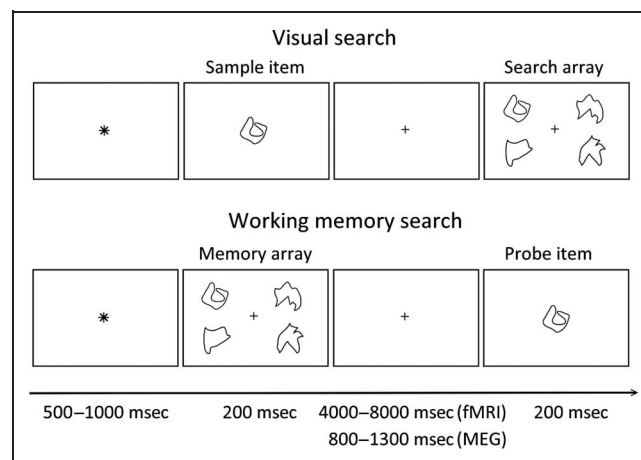 Visual search
Sample item
Search array
*
+
+
Working memory search
Memory array
Probe item
*
+
+
500–1000 msec
200 msec
4000–8000 msec (fMRI)
200 msec
800–1300 msec (MEG)